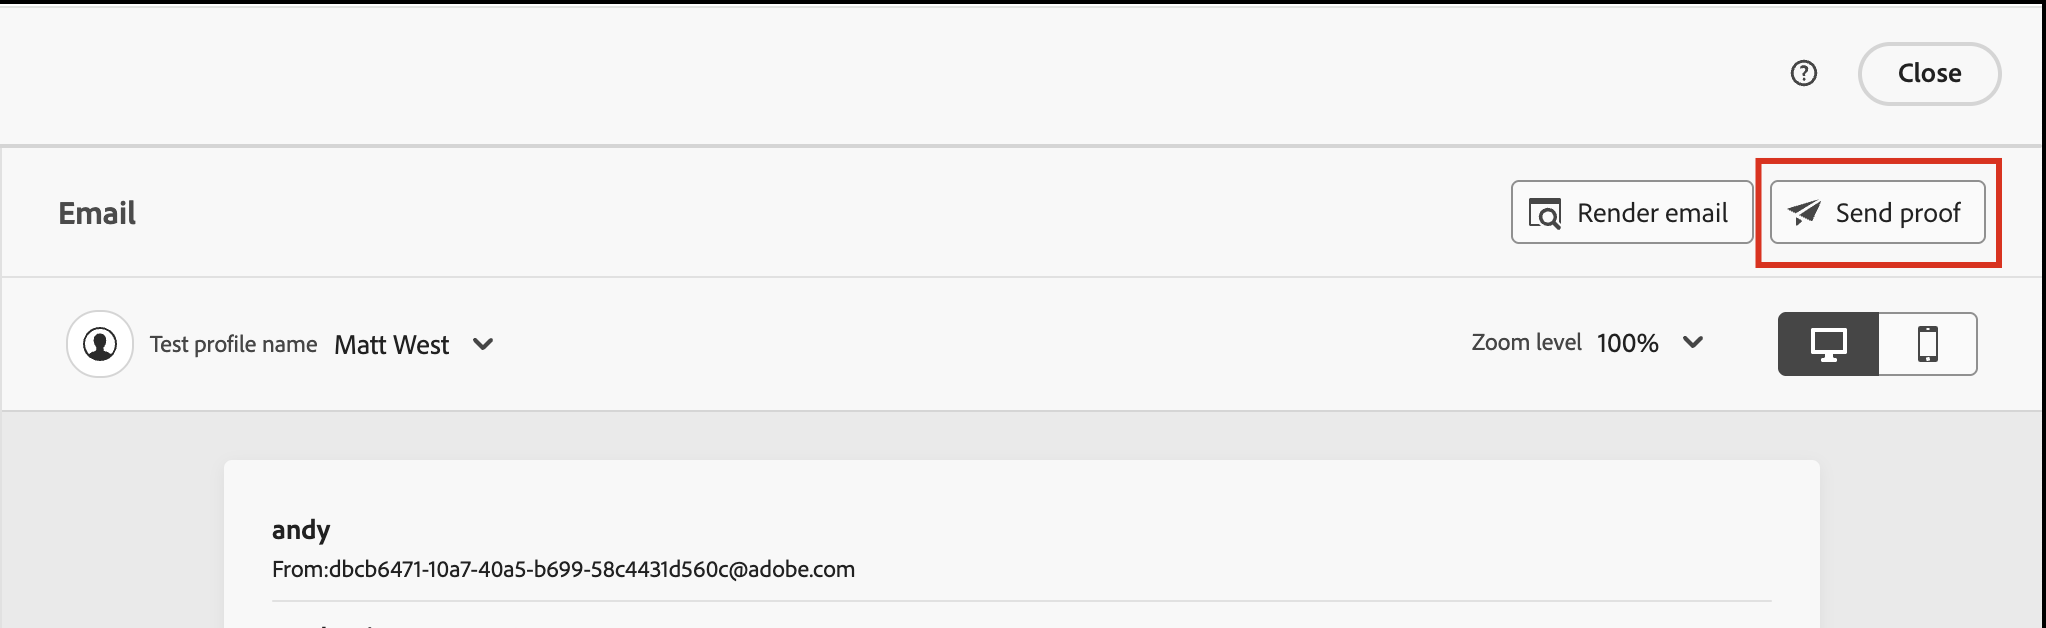 Close
Email
Render email
Send proof
Test profile name Matt West
Zoom level 100%
andy
From:dbcb6471-10a7-40a5-b699-58c4431d560c@adobe.com